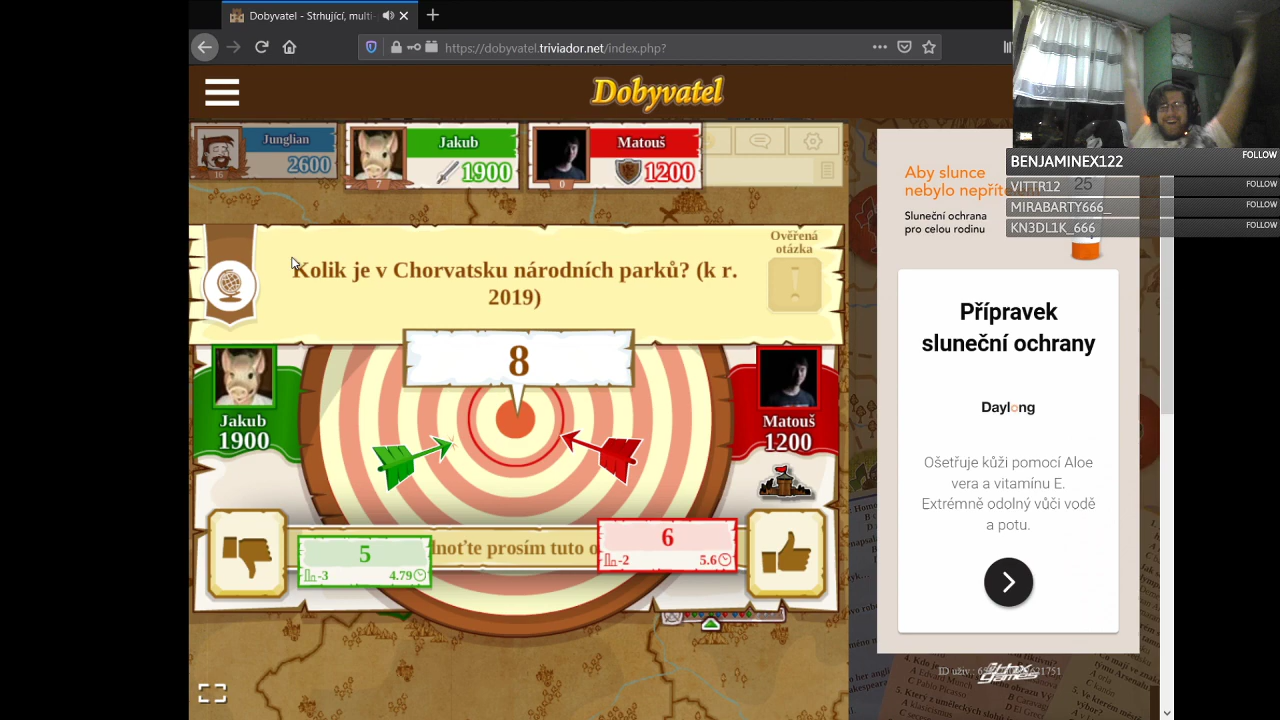 Dobyvatel - Strhující, multi-
https://dobyvatel.triviador.net/index.php?
Dobyvatel
Junglian
2600
16
Jakub
1900
7
Matouš
1200
0
Kolik je v Chorvatsku národních parků? (k r.
2019)
Ověřená
otázka
8
Jakub
1900
Matouš
1200
5
-3
4.79
noťte prosím tuto o
6
-2
5.6
Aby slunce
nebylo nepříte
Sluneční ochrana
pro celou rodinu
25
BENJAMINEX122
FOLLOW
VITTR12
FOLLOW
MIRABARTY666_
FOLLOW
KN3DL1K_666
FOLLOW
Přípravek
sluneční ochrany
Daylong
Ošetřuje kůži pomocí Aloe
vera a vitamínu E.
Extrémně odolný vůči vodě
a potu.